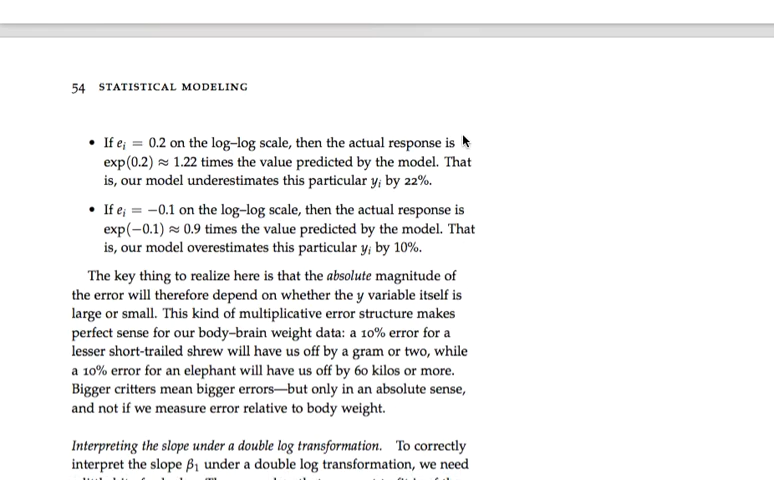 54 STATISTICAL MODELING
• If eᵢ = 0.2 on the log–log scale, then the actual response is
exp(0.2) ≈ 1.22 times the value predicted by the model. That
is, our model underestimates this particular yᵢ by 22%.
• If eᵢ = −0.1 on the log–log scale, then the actual response is
exp(−0.1) ≈ 0.9 times the value predicted by the model. That
is, our model overestimates this particular yᵢ by 10%.
The key thing to realize here is that the absolute magnitude of
the error will therefore depend on whether the y variable itself is
large or small. This kind of multiplicative error structure makes
perfect sense for our body–brain weight data: a 10% error for a
lesser short-trailed shrew will have us off by a gram or two, while
a 10% error for an elephant will have us off by 60 kilos or more.
Bigger critters mean bigger errors—but only in an absolute sense,
and not if we measure error relative to body weight.
Interpreting the slope under a double log transformation. To correctly
interpret the slope β₁ under a double log transformation, we need